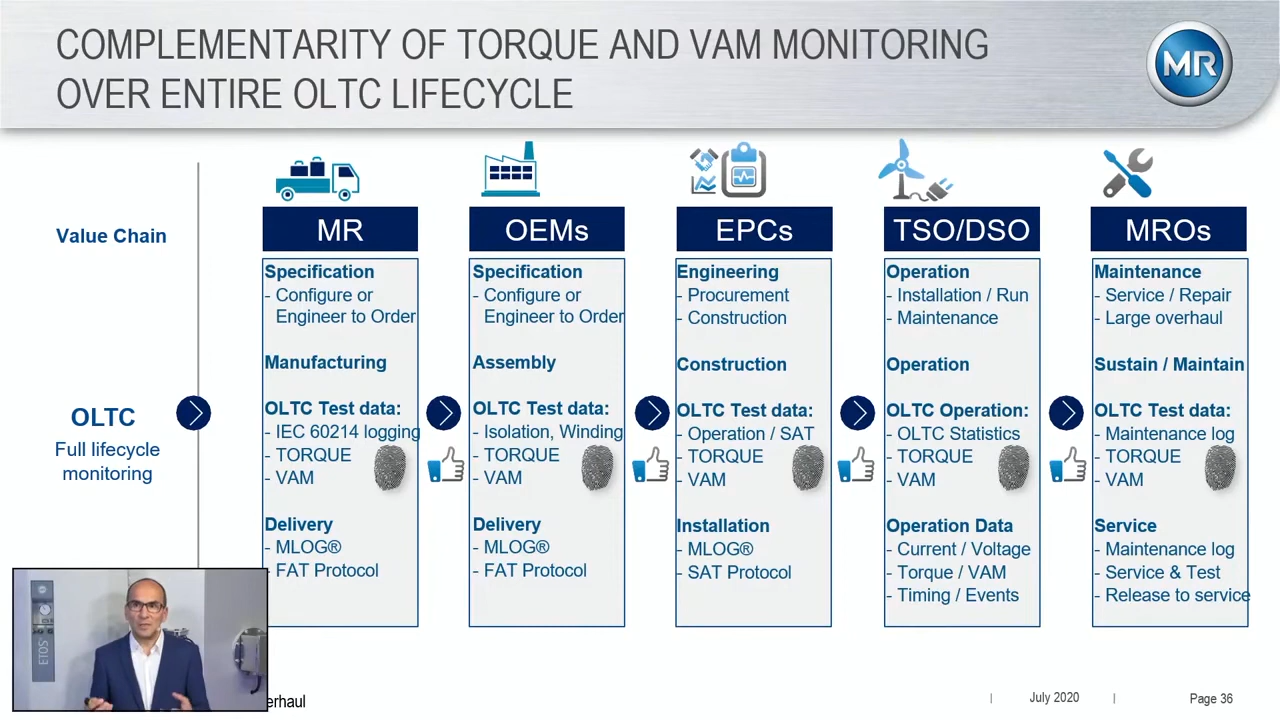 COMPLEMENTARITY OF TORQUE AND VAM MONITORING
OVER ENTIRE OLTC LIFECYCLE
MR
Value Chain
MR
OEMs
EPCs
TSO/DSO
MROs
OLTC
Full lifecycle
monitoring
Specification
- Configure or
Engineer to Order
Manufacturing
OLTC Test data:
- IEC 60214 logging
- TORQUE
- VAM
Delivery
- MLOG®
- FAT Protocol
Specification
- Configure or
Engineer to Order
Assembly
OLTC Test data:
- Isolation, Winding
- TORQUE
- VAM
Delivery
- MLOG®
- FAT Protocol
Engineering
- Procurement
- Construction
Construction
OLTC Test data:
- Operation / SAT
- TORQUE
- VAM
Installation
- MLOG®
- SAT Protocol
Operation
- Installation / Run
- Maintenance
Operation
OLTC Operation:
- OLTC Statistics
- TORQUE
- VAM
Operation Data
- Current / Voltage
- Torque / VAM
- Timing / Events
Maintenance
- Service / Repair
- Large overhaul
Sustain / Maintain
OLTC Test data:
- Maintenance log
- TORQUE
- VAM
Service
- Maintenance log
- Service & Test
- Release to service
ETOS
erhaul
| July 2020 | Page 36